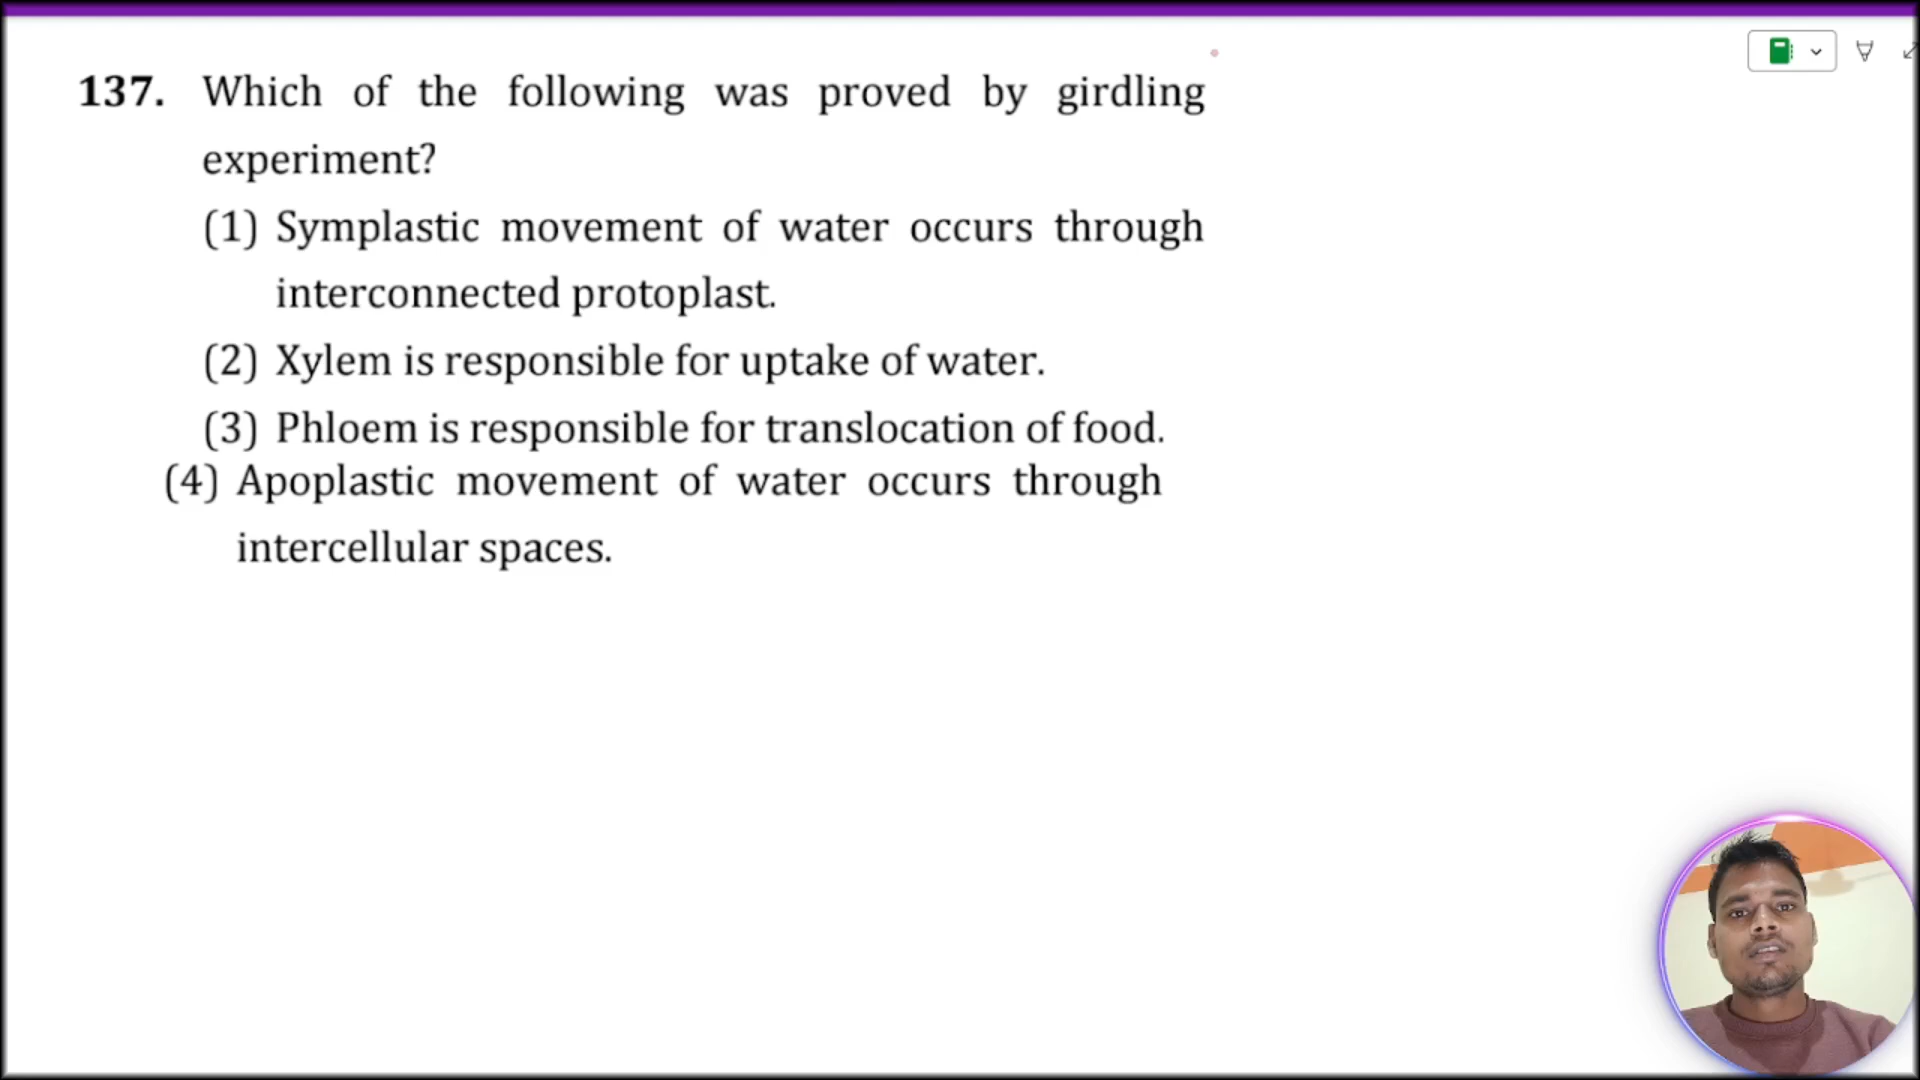 137. Which of the following was proved by girdling
experiment?
(1) Symplastic movement of water occurs through
interconnected protoplast.
(2) Xylem is responsible for uptake of water.
(3) Phloem is responsible for translocation of food.
(4) Apoplastic movement of water occurs through
intercellular spaces.